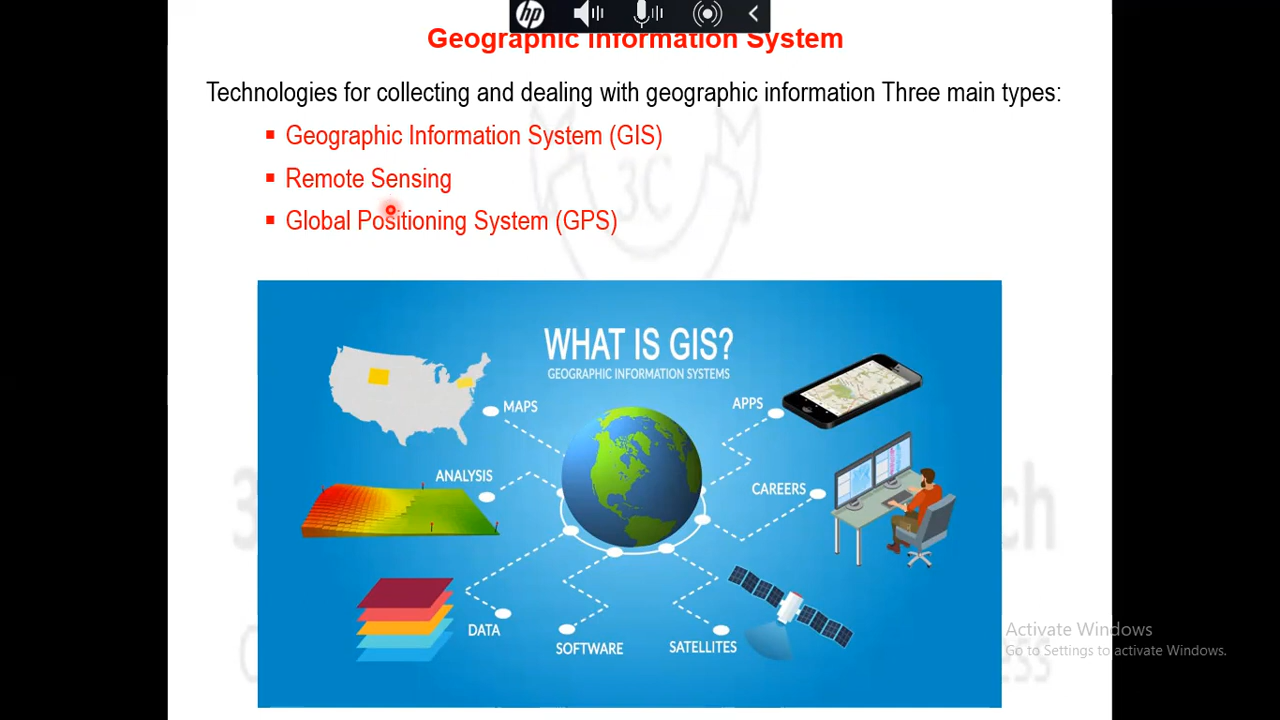 hp
Geographic Information System
Technologies for collecting and dealing with geographic information Three main types:
Geographic Information System (GIS)
Remote Sensing
Global Positioning System (GPS)
3C
WHAT IS GIS?
GEOGRAPHIC INFORMATION SYSTEMS
MAPS
APPS
ANALYSIS
CAREERS
DATA
SOFTWARE
SATELLITES
Activate Windows
Go to Settings to activate Windows.